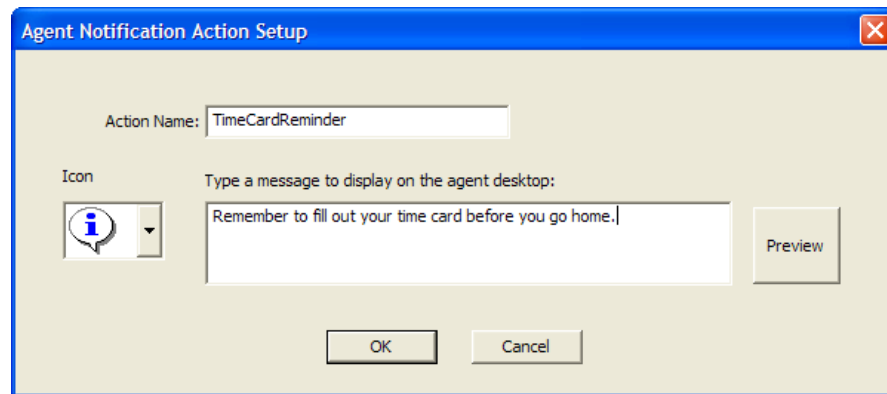 Agent Notification Action Setup
Action Name: TimeCardReminder
Icon
Type a message to display on the agent desktop:
Remember to fill out your time card before you go home.
Preview
OK
Cancel